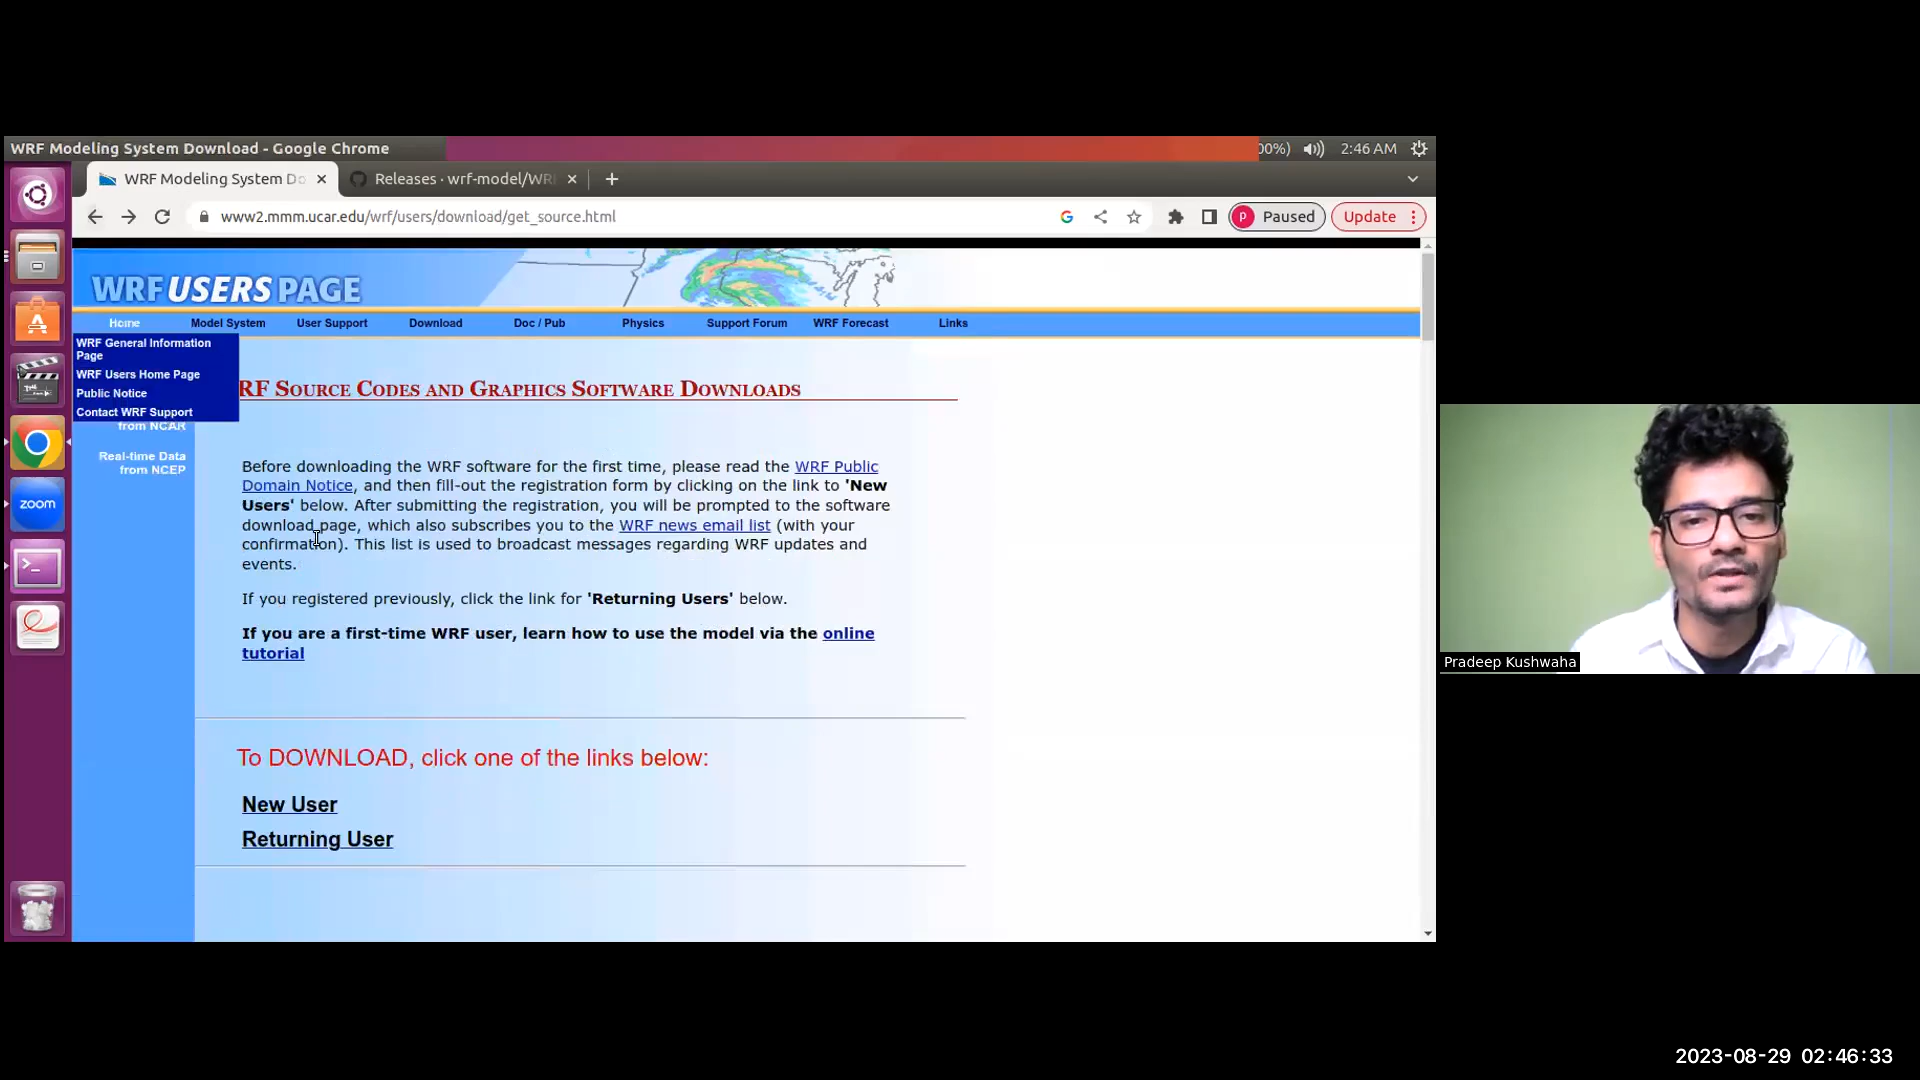 WRF Modeling System Download - Google Chrome
00%) 2:46 AM
WRF Modeling System Do
Releases · wrf-model/WR
www2.mmm.ucar.edu/wrf/users/download/get_source.html
P Paused
Update
WRF USERS PAGE
Home Model System User Support Download Doc / Pub Physics Support Forum WRF Forecast Links
WRF General Information
Page
WRF Users Home Page
Public Notice
Contact WRF Support
from NCAR
Real-time Data
from NCEP
RF Source Codes and Graphics Software Downloads
Before downloading the WRF software for the first time, please read the WRF Public
Domain Notice, and then fill-out the registration form by clicking on the link to 'New
Users' below. After submitting the registration, you will be prompted to the software
download page, which also subscribes you to the WRF news email list (with your
confirmation). This list is used to broadcast messages regarding WRF updates and
events.
If you registered previously, click the link for 'Returning Users' below.
If you are a first-time WRF user, learn how to use the model via the online
tutorial
To DOWNLOAD, click one of the links below:
New User
Returning User
zoom
Pradeep Kushwaha
2023-08-29 02:46:33